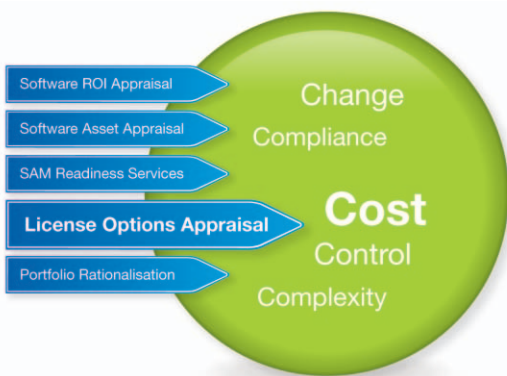 Software ROI Appraisal
Software Asset Appraisal
SAM Readiness Services
License Options Appraisal
Portfolio Rationalisation
Change
Compliance
Cost
Control
Complexity